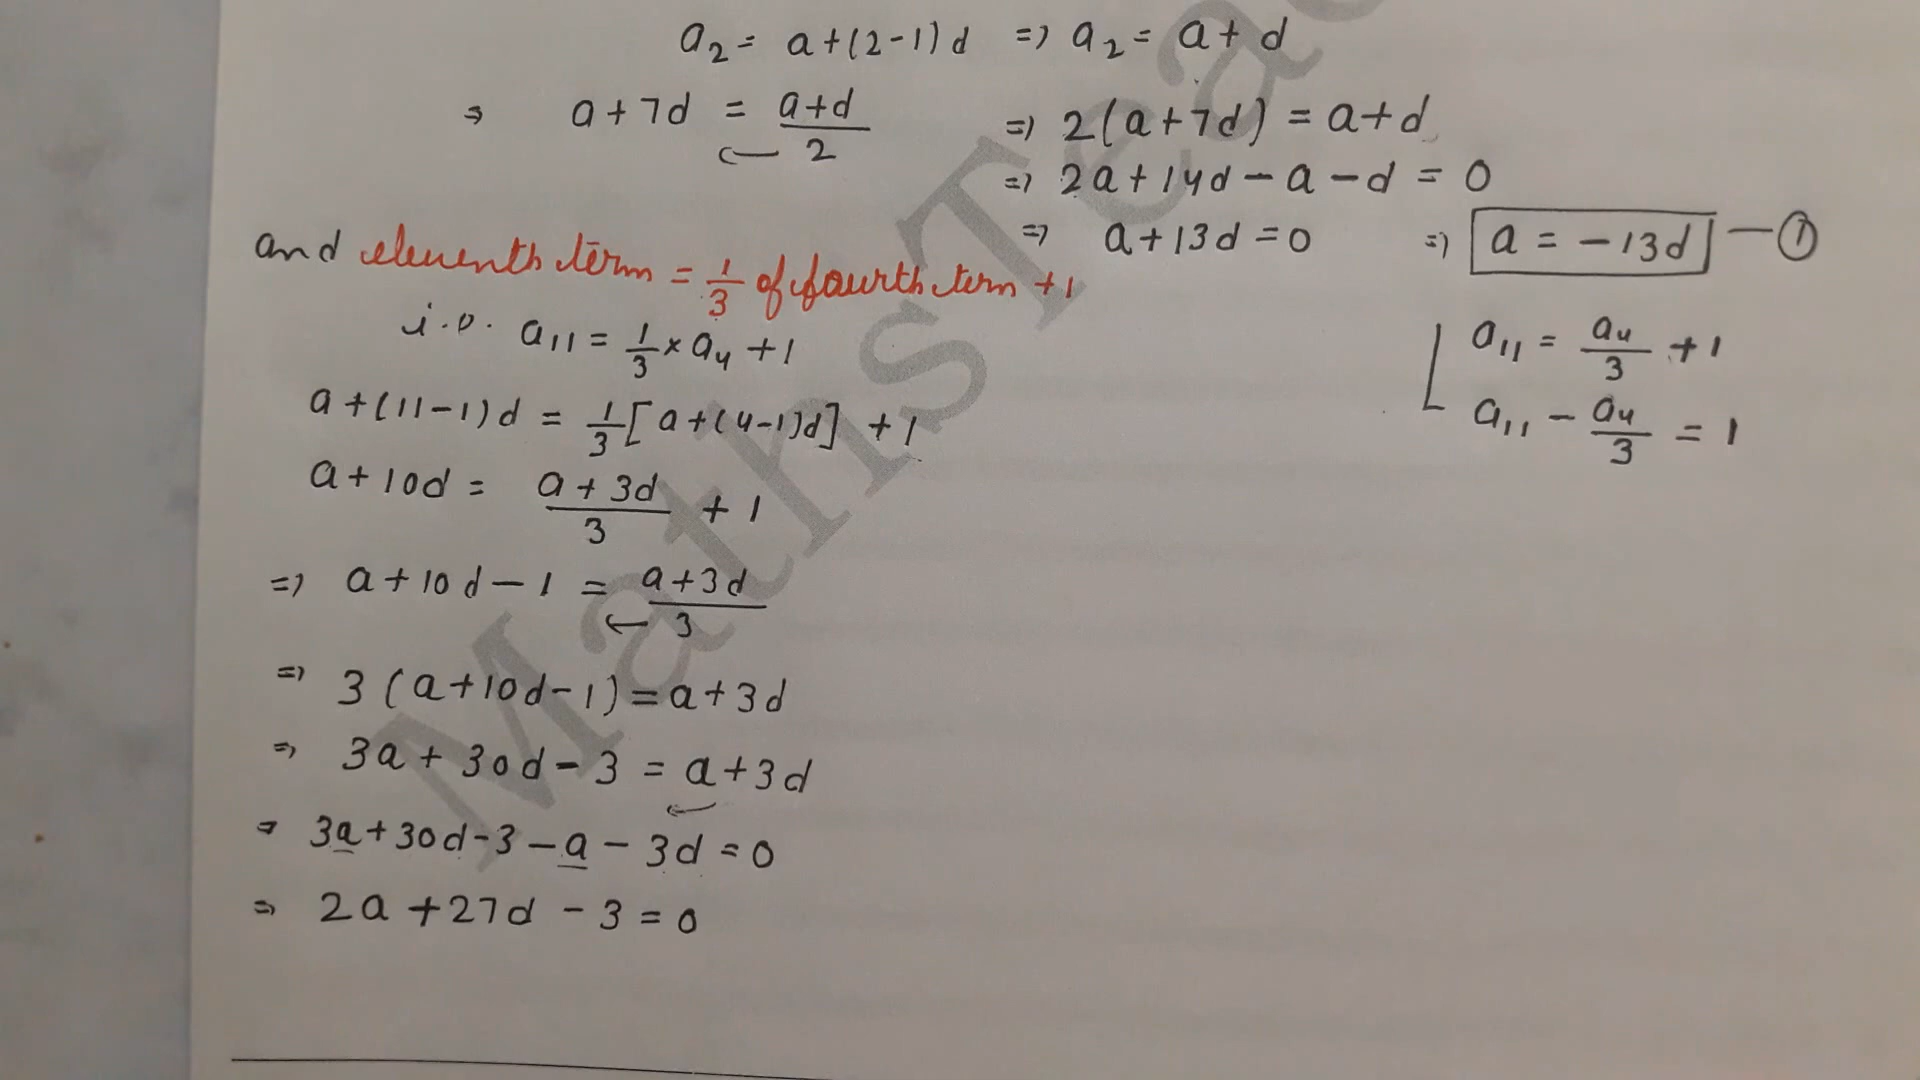 a₂ = a+(2-1)d ⇒ a₂ = a+d
⇒ a+7d = (a+d)/2 ⇒ 2(a+7d) = a+d
⇒ 2a+14d-a-d = 0
⇒ a+13d=0 ⇒ a = -13d — ①
and eleventh term = 1/3 of fourth term +1
i.e. a₁₁ = 1/3 × a₄ +1
a₁₁ = a₄/3 +1
a₁₁ - a₄/3 = 1
a+(11-1)d = 1/3[a+(4-1)d] +1
a+10d = (a+3d)/3 + 1
⇒ a+10d-1 = (a+3d)/3
⇒ 3(a+10d-1)=a+3d
⇒ 3a+30d-3 = a+3d
⇒ 3a+30d-3-a-3d=0
⇒ 2a+27d-3=0
MathsTea